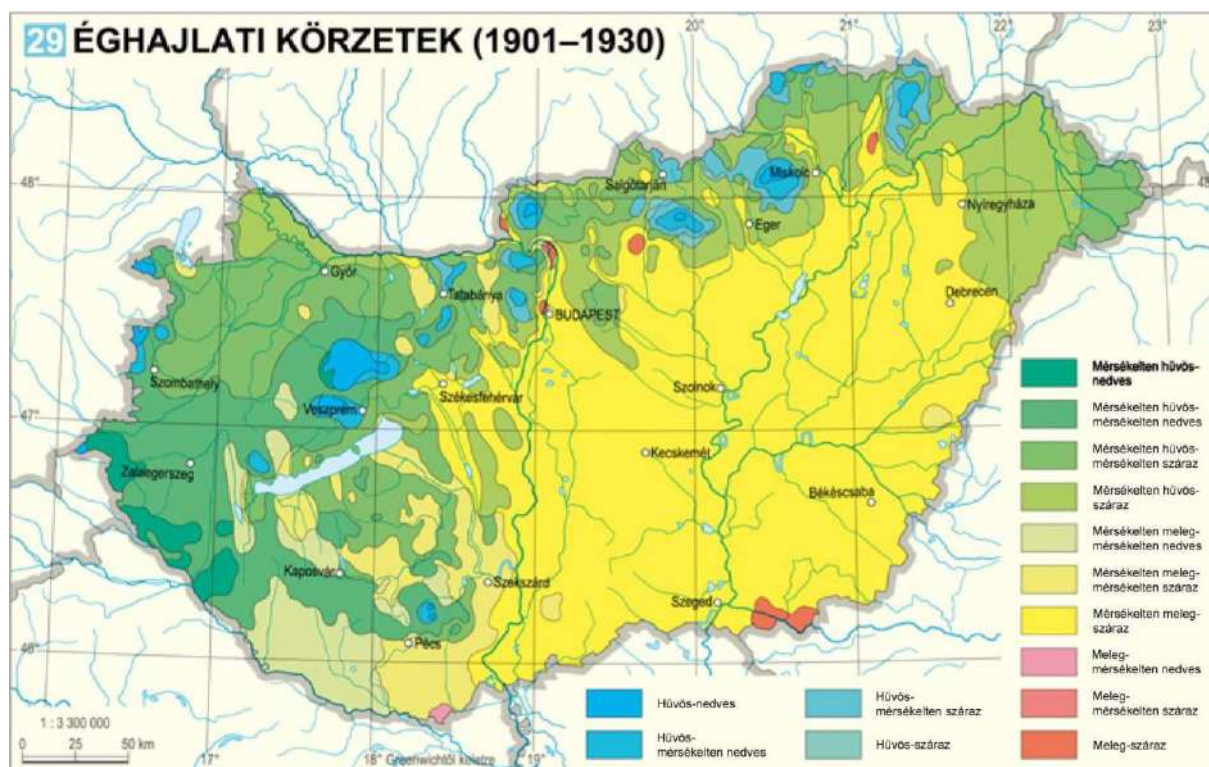 29 ÉGHAJLATI KÖRZETEK (1901–1930)
20°
21°
22°
23°
48°
48°
47°
46°
17°
18° Greenwichtől keletre
19°
Salgótarján
Miskolc
Eger
Nyíregyháza
Győr
Tatabánya
BUDAPEST
Debrecen
Szombathely
Székesfehérvár
Szolnok
Veszprém
Kecskemét
Zalaegerszeg
Békéscsaba
Kaposvár
Szekszárd
Szeged
Pécs
1 : 3 300 000
0 25 50 km
Mérsékelten hűvös-
nedves
Mérsékelten hűvös-
mérsékelten nedves
Mérsékelten hűvös-
mérsékelten száraz
Mérsékelten hűvös-
száraz
Mérsékelten meleg-
mérsékelten nedves
Mérsékelten meleg-
mérsékelten száraz
Mérsékelten meleg-
száraz
Meleg-
mérsékelten nedves
Meleg-
mérsékelten száraz
Meleg-száraz
Hűvös-nedves
Hűvös-
mérsékelten nedves
Hűvös-
mérsékelten száraz
Hűvös-száraz